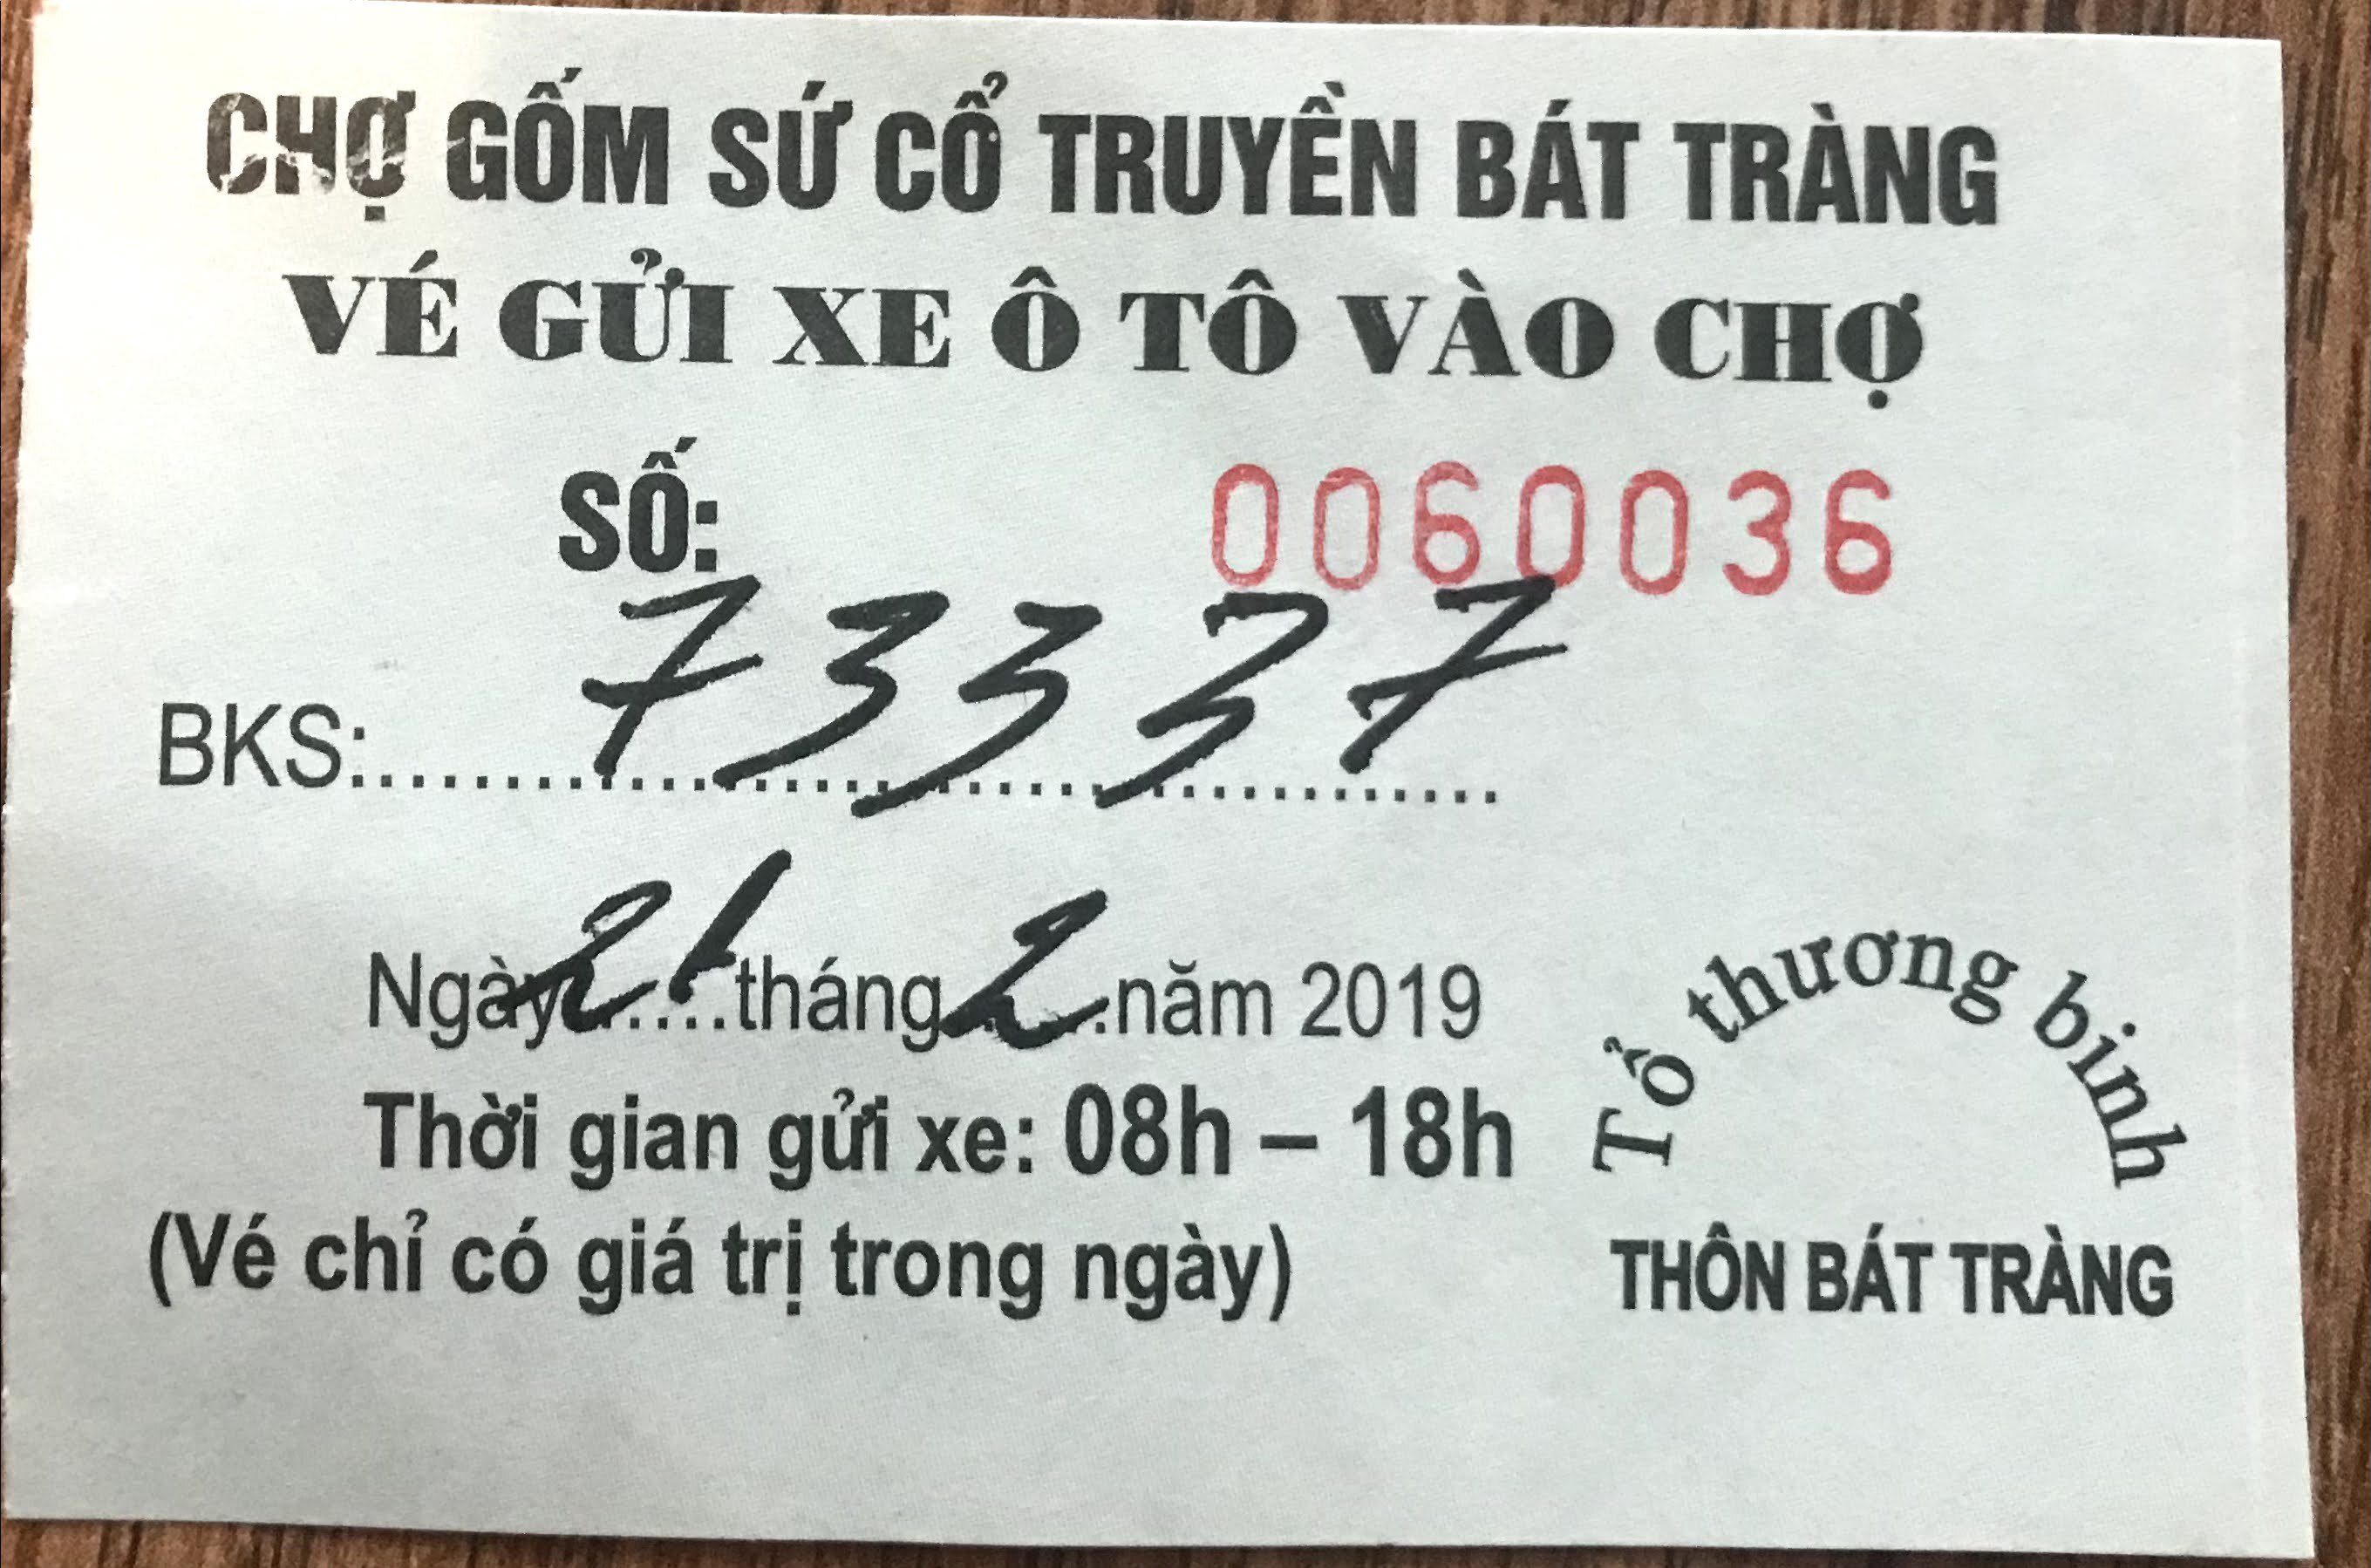 CHỢ GỐM SỨ CỔ TRUYỀN BÁT TRÀNG
VÉ GỬI XE Ô TÔ VÀO CHỢ
SỐ: 0060036
BKS:........73337........
Ngày 21 tháng 2 năm 2019
Thời gian gửi xe: 08h – 18h
(Vé chỉ có giá trị trong ngày)
Tổ thương binh
THÔN BÁT TRÀNG